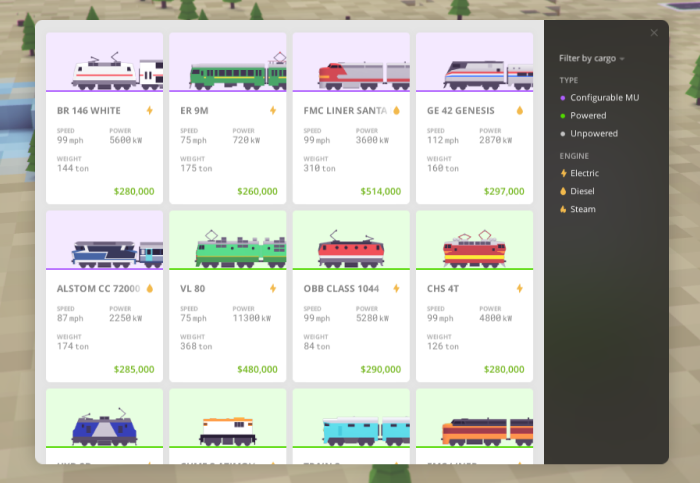 BR 146 WHITE
SPEED POWER
99 mph 5600 kW
WEIGHT
144 ton
$280,000
ER 9M
SPEED POWER
75 mph 720 kW
WEIGHT
175 ton
$260,000
FMC LINER SANTA
SPEED POWER
99 mph 3600 kW
WEIGHT
310 ton
$514,000
GE 42 GENESIS
SPEED POWER
112 mph 2870 kW
WEIGHT
160 ton
$297,000
ALSTOM CC 72000
SPEED POWER
87 mph 2250 kW
WEIGHT
174 ton
$285,000
VL 80
SPEED POWER
75 mph 11300 kW
WEIGHT
368 ton
$480,000
OBB CLASS 1044
SPEED POWER
99 mph 5280 kW
WEIGHT
84 ton
$290,000
CHS 4T
SPEED POWER
99 mph 4800 kW
WEIGHT
126 ton
$280,000
Filter by cargo
TYPE
Configurable MU
Powered
Unpowered
ENGINE
Electric
Diesel
Steam